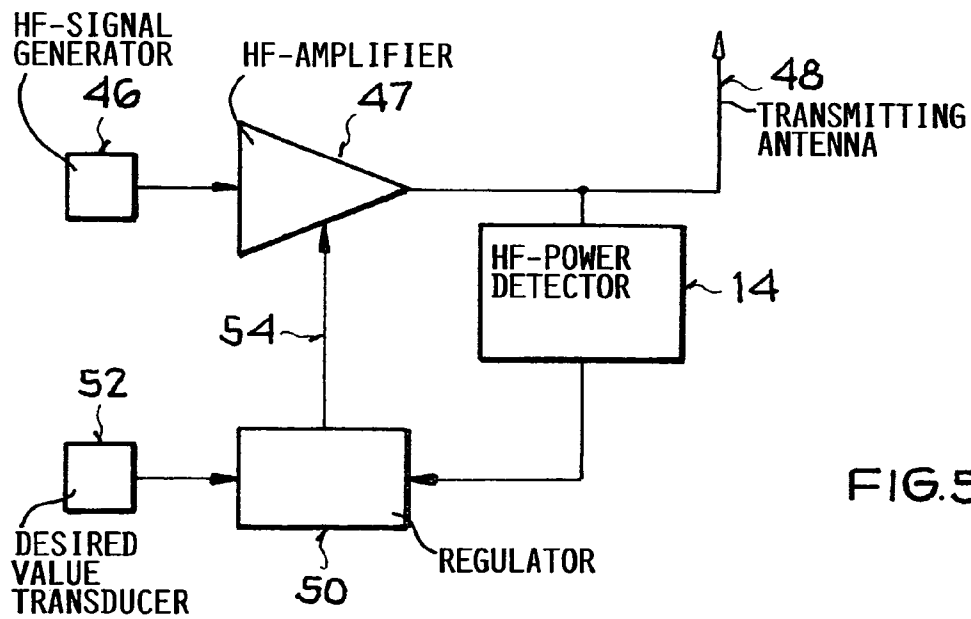 HF-SIGNAL
GENERATOR
46
HF-AMPLIFIER
47
48
TRANSMITTING
ANTENNA
HF-POWER
DETECTOR
14
54
52
DESIRED
VALUE
TRANSDUCER
50
REGULATOR
FIG.5